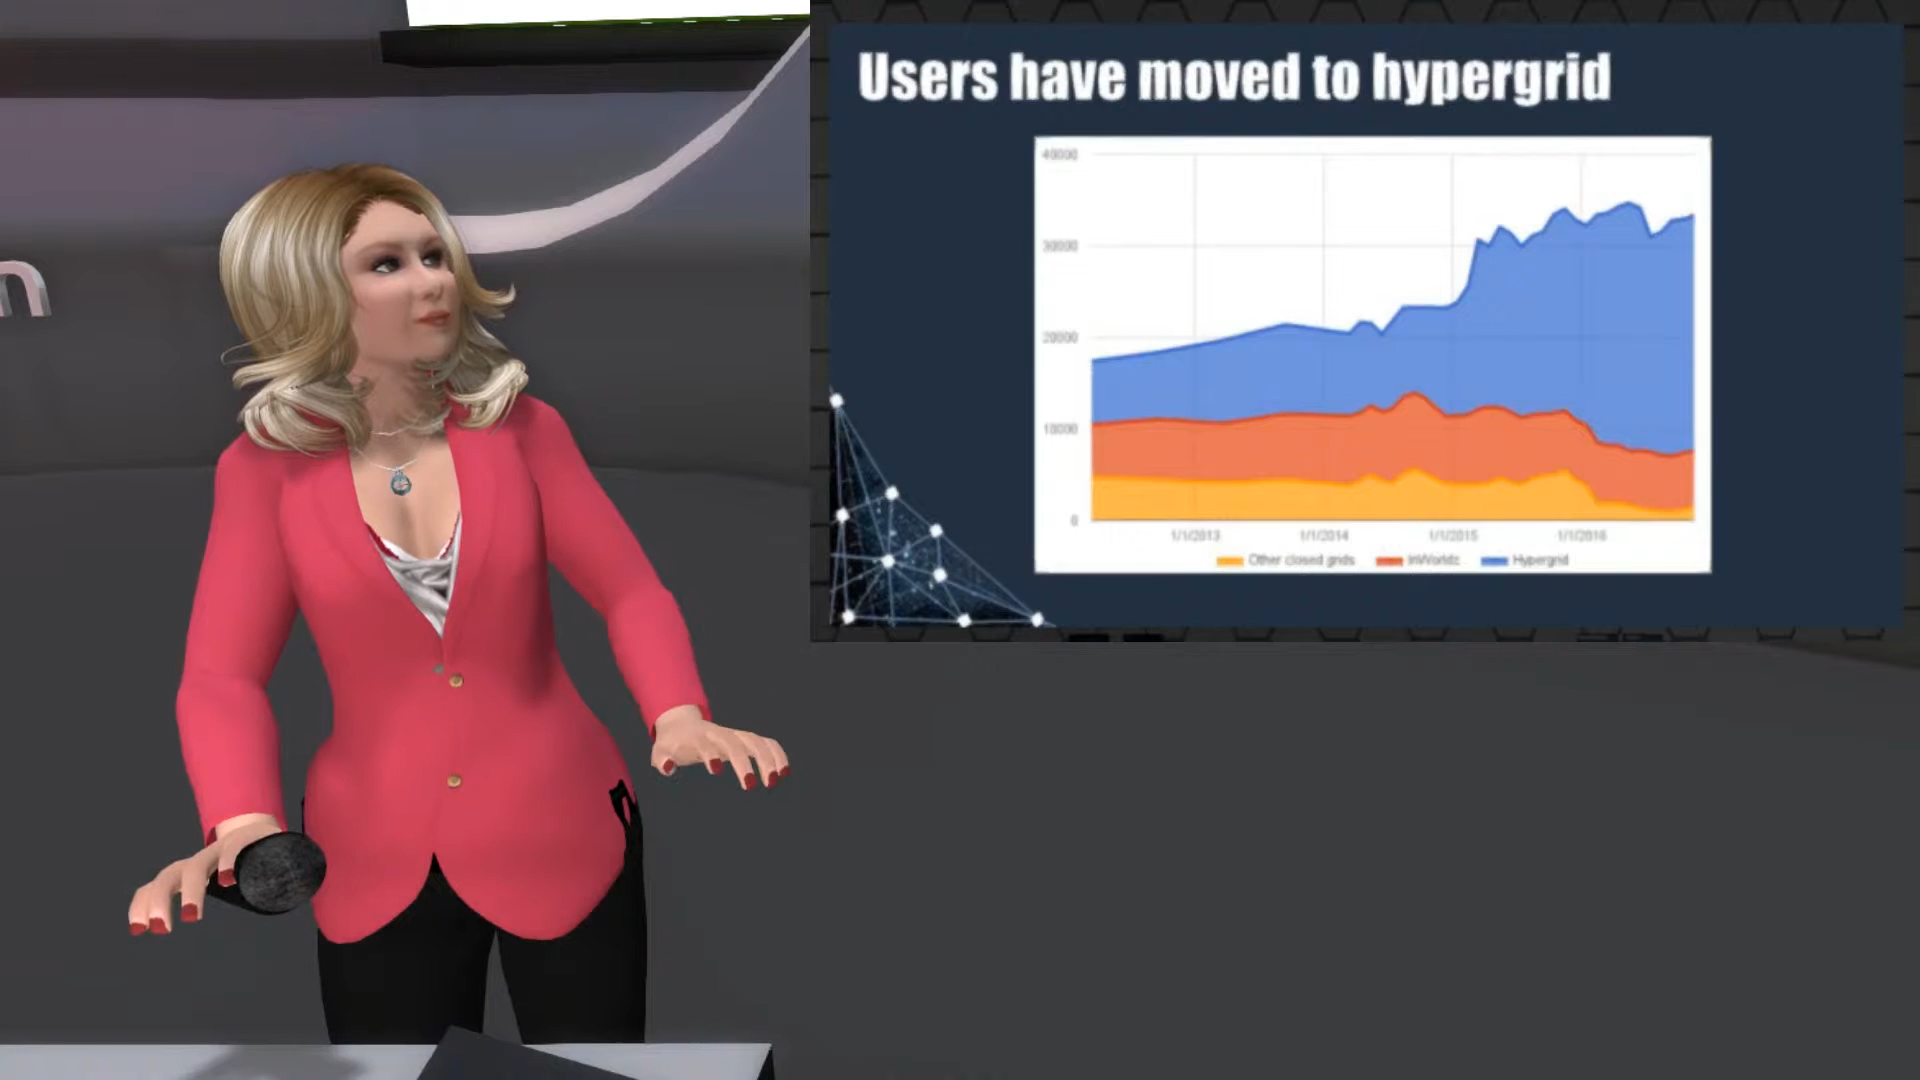 Users have moved to hypergrid
40000
30000
20000
10000
0
1/1/2013 1/1/2014 1/1/2015 1/1/2016
Other closed grids InWorldz Hypergrid